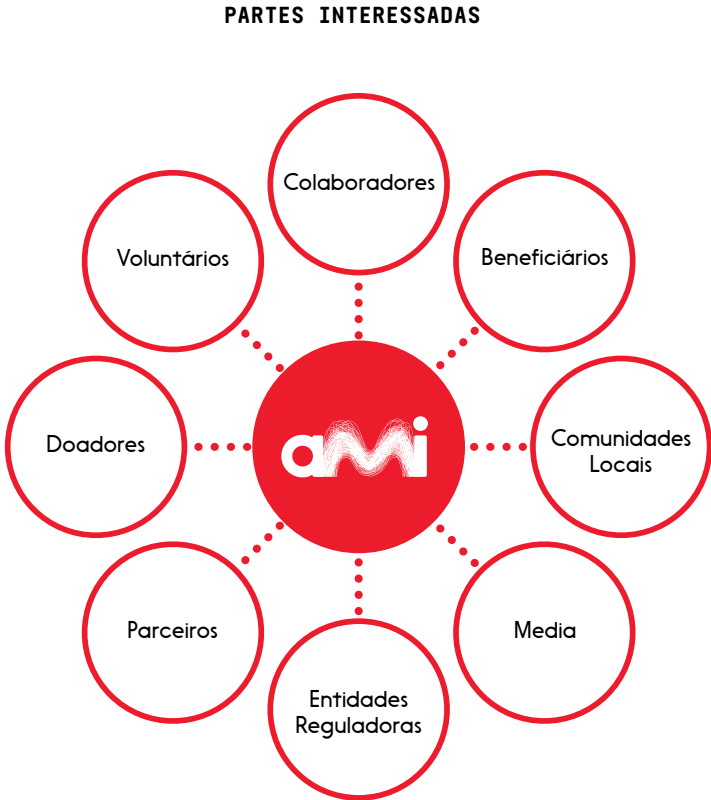 PARTES INTERESSADAS
Colaboradores
Voluntários
Beneficiários
Doadores
aMi
Comunidades
Locais
Parceiros
Media
Entidades
Reguladoras